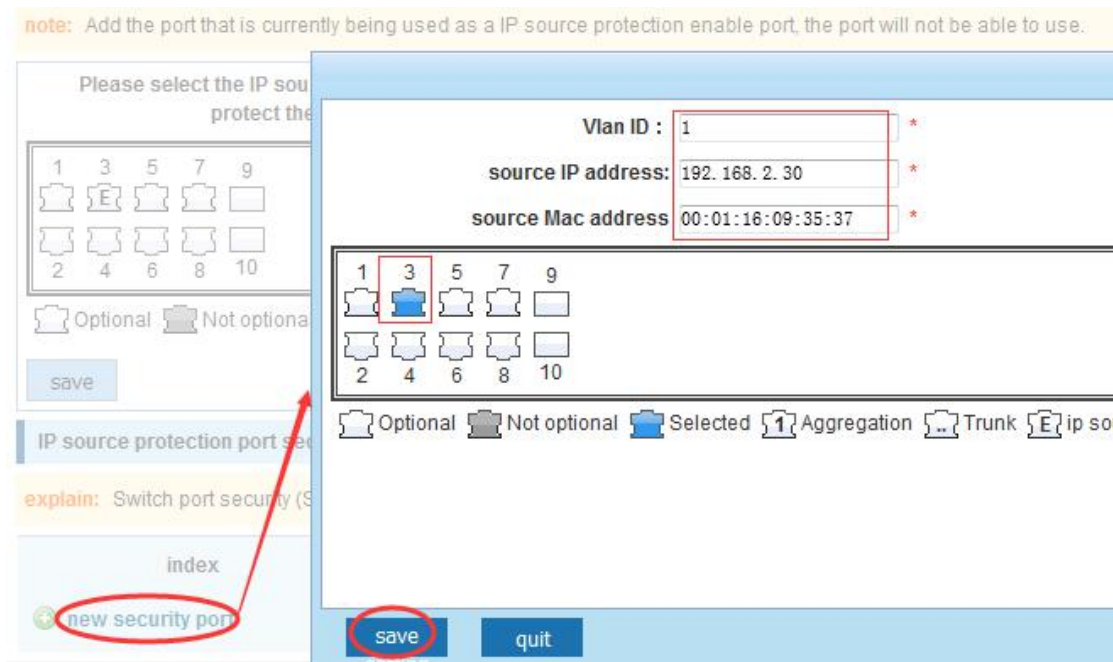 note: Add the port that is currently being used as a IP source protection enable port, the port will not be able to use.
Please select the IP sou
protect the
1 3 5 7 9
E
2 4 6 8 10
Optional Not optiona
save
IP source protection port sec
explain: Switch port security (S
index
new security port
Vlan ID : 1 *
source IP address: 192. 168. 2. 30 *
source Mac address 00:01:16:09:35:37 *
1 3 5 7 9
2 4 6 8 10
Optional Not optional Selected 1 Aggregation .. Trunk E ip sou
save quit